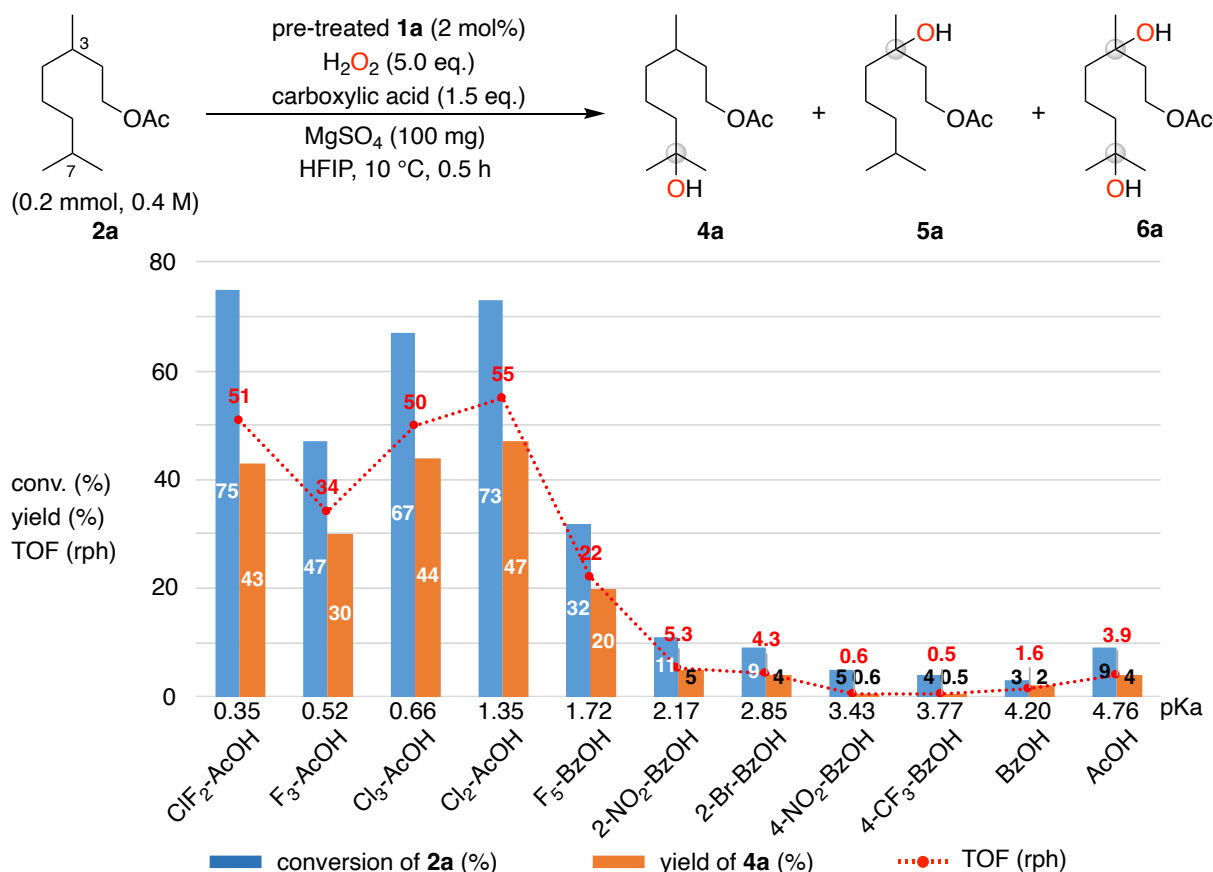 3
7
OAc
(0.2 mmol, 0.4 M)
2a
pre-treated 1a (2 mol%)
H₂O₂ (5.0 eq.)
carboxylic acid (1.5 eq.)
MgSO₄ (100 mg)
HFIP, 10 °C, 0.5 h
OAc
OH
4a
+
OH
OAc
5a
+
OH
OAc
OH
6a
conv. (%)
yield (%)
TOF (rph)
80
60
40
20
0
75 47 67 73 32 11 9 5 4 3 9
43 30 44 47 20 5 4 0.6 0.5 2 4
51 34 50 55 22 5.3 4.3 0.6 0.5 1.6 3.9
0.35 0.52 0.66 1.35 1.72 2.17 2.85 3.43 3.77 4.20 4.76 pKa
ClF₂-AcOH
F₃-AcOH
Cl₃-AcOH
Cl₂-AcOH
F₅-BzOH
2-NO₂-BzOH
2-Br-BzOH
4-NO₂-BzOH
4-CF₃-BzOH
BzOH
AcOH
conversion of 2a (%) yield of 4a (%) TOF (rph)